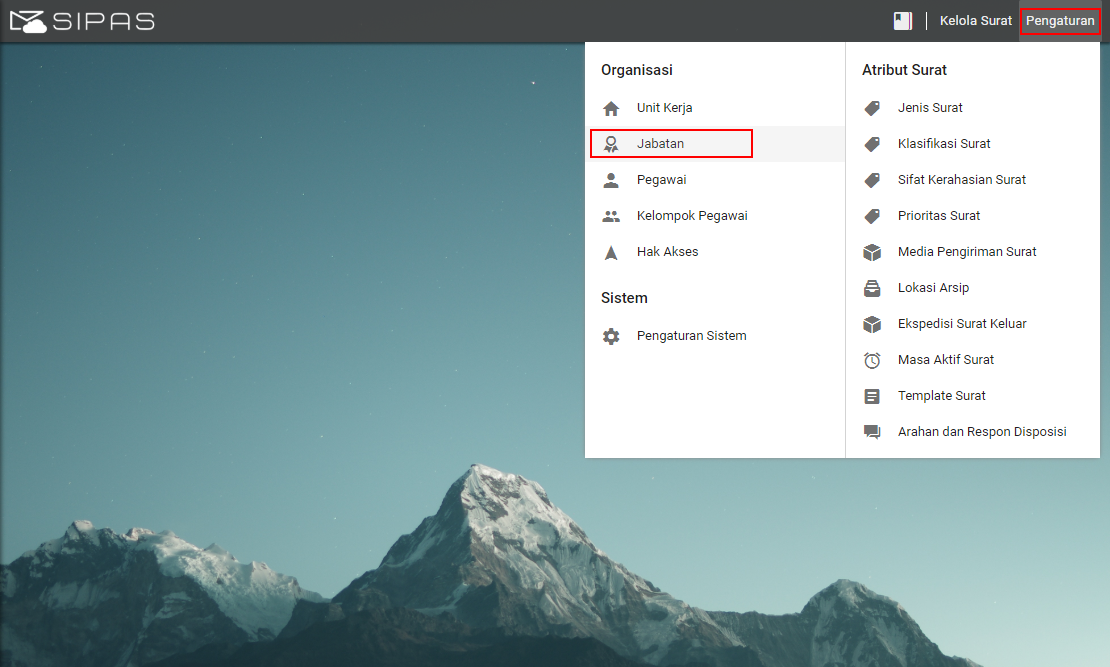 SIPAS
Kelola Surat
Pengaturan
Organisasi
Unit Kerja
Jabatan
Pegawai
Kelompok Pegawai
Hak Akses
Sistem
Pengaturan Sistem
Atribut Surat
Jenis Surat
Klasifikasi Surat
Sifat Kerahasian Surat
Prioritas Surat
Media Pengiriman Surat
Lokasi Arsip
Ekspedisi Surat Keluar
Masa Aktif Surat
Template Surat
Arahan dan Respon Disposisi